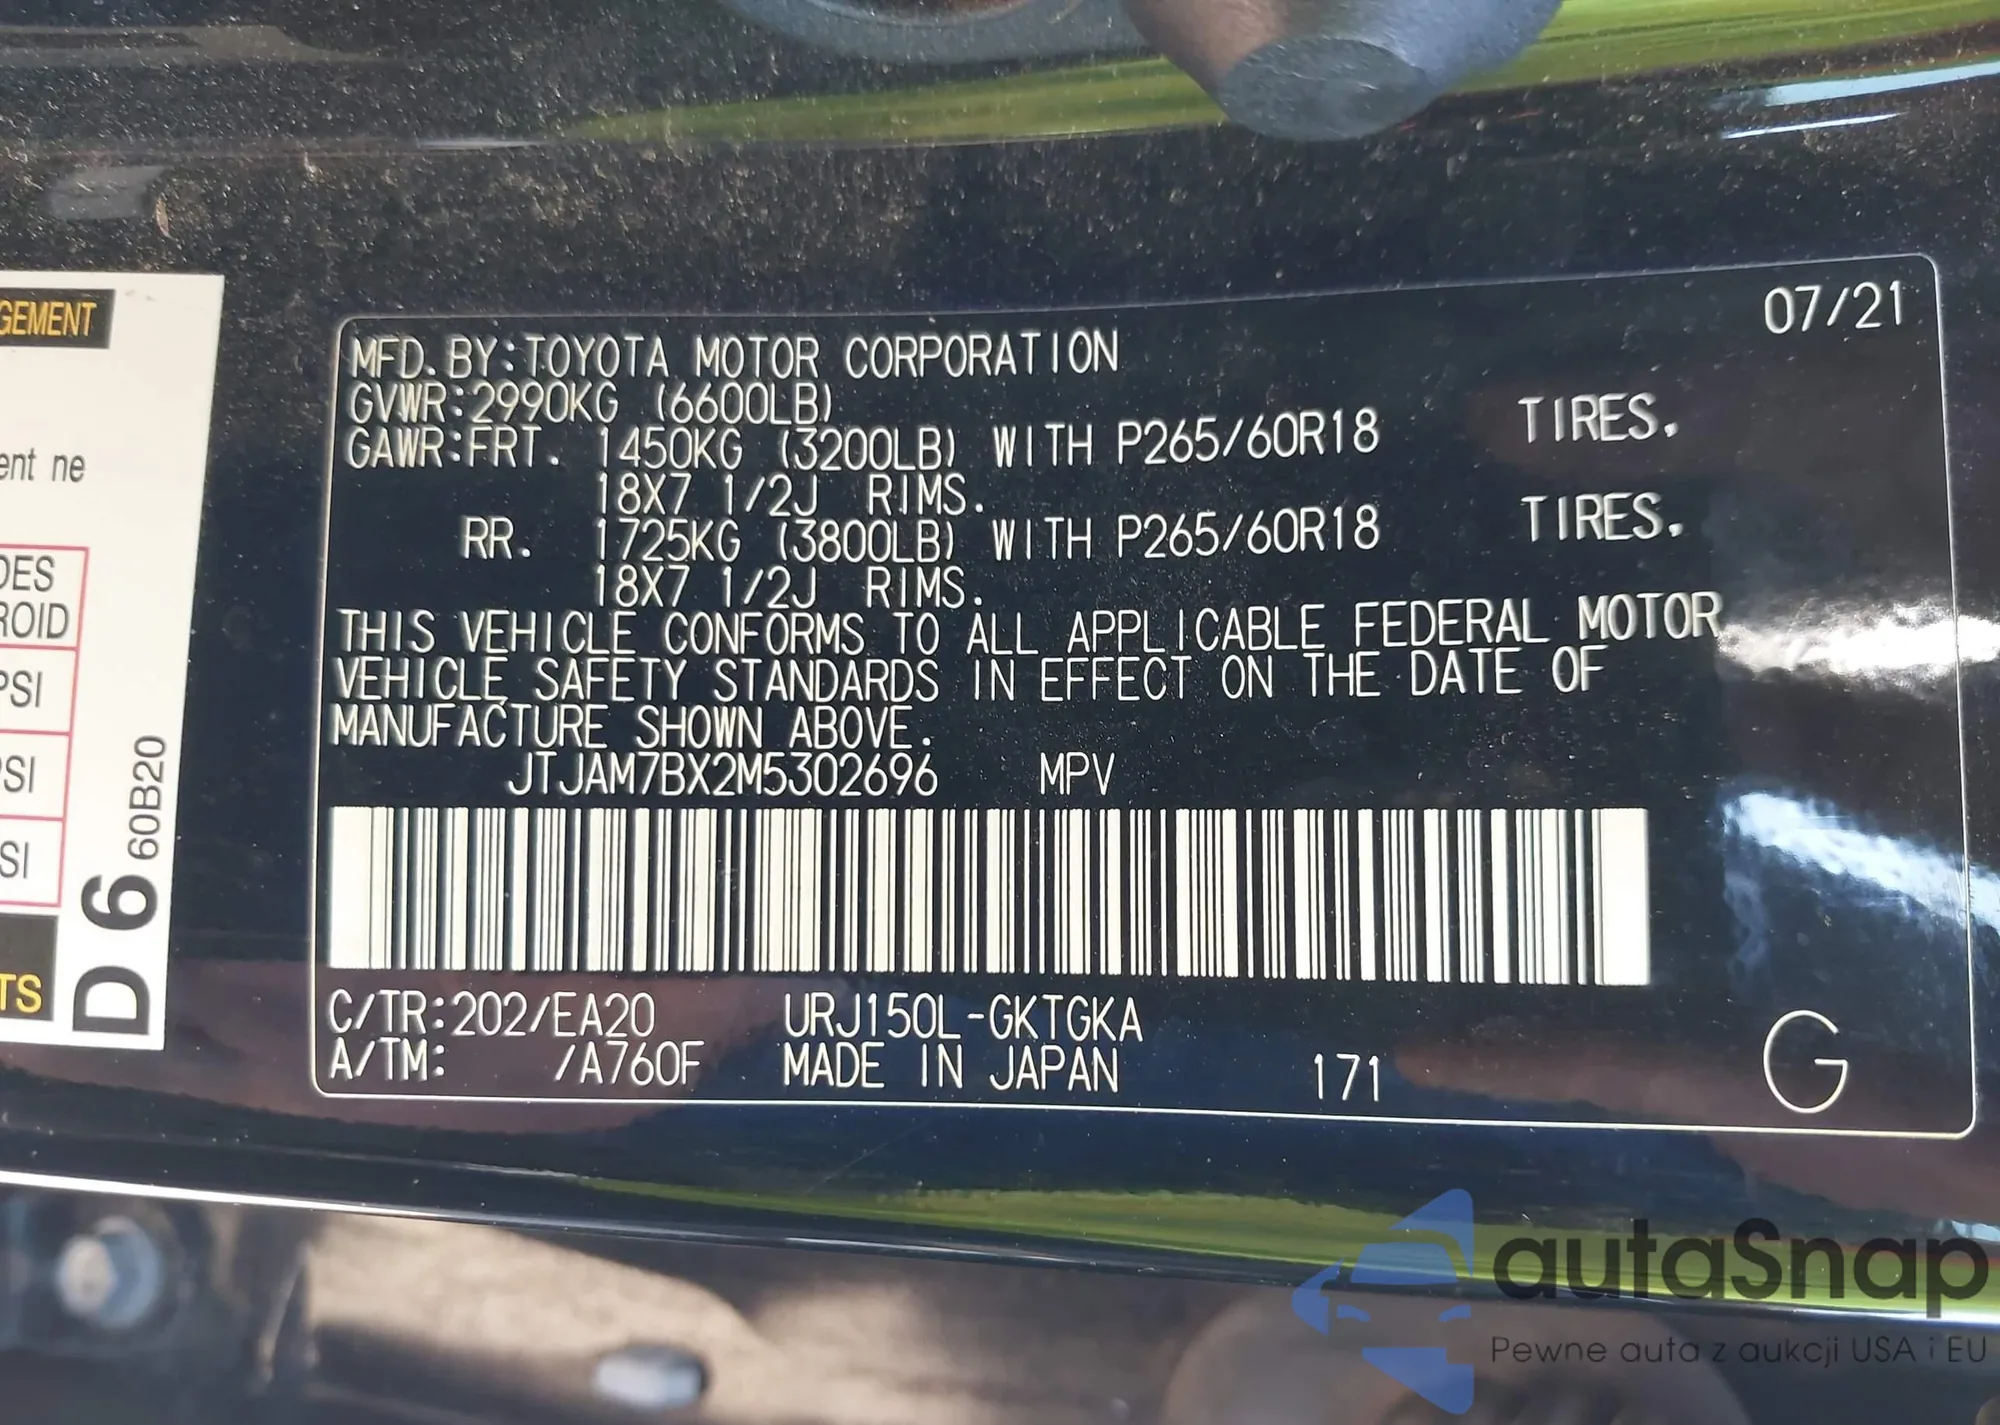 07/21
MFD. BY:TOYOTA MOTOR CORPORATION
GVWR:2990KG (6600LB)
GAWR:FRT. 1450KG (3200LB) WITH P265/60R18 TIRES.
18X7 1/2J RIMS.
RR. 1725KG (3800LB) WITH P265/60R18 TIRES.
18X7 1/2J RIMS.
THIS VEHICLE CONFORMS TO ALL APPLICABLE FEDERAL MOTOR
VEHICLE SAFETY STANDARDS IN EFFECT ON THE DATE OF
MANUFACTURE SHOWN ABOVE.
JTJAM7BX2M5302696 MPV
C/TR:202/EA20 URJ150L-GKTGKA
A/TM: /A760F MADE IN JAPAN 171 G
GEMENT
ent ne
DES
ROID
PSI
PSI
SI
TS
D 6 60B20
autaSnap
Pewne auta z aukcji USA i EU